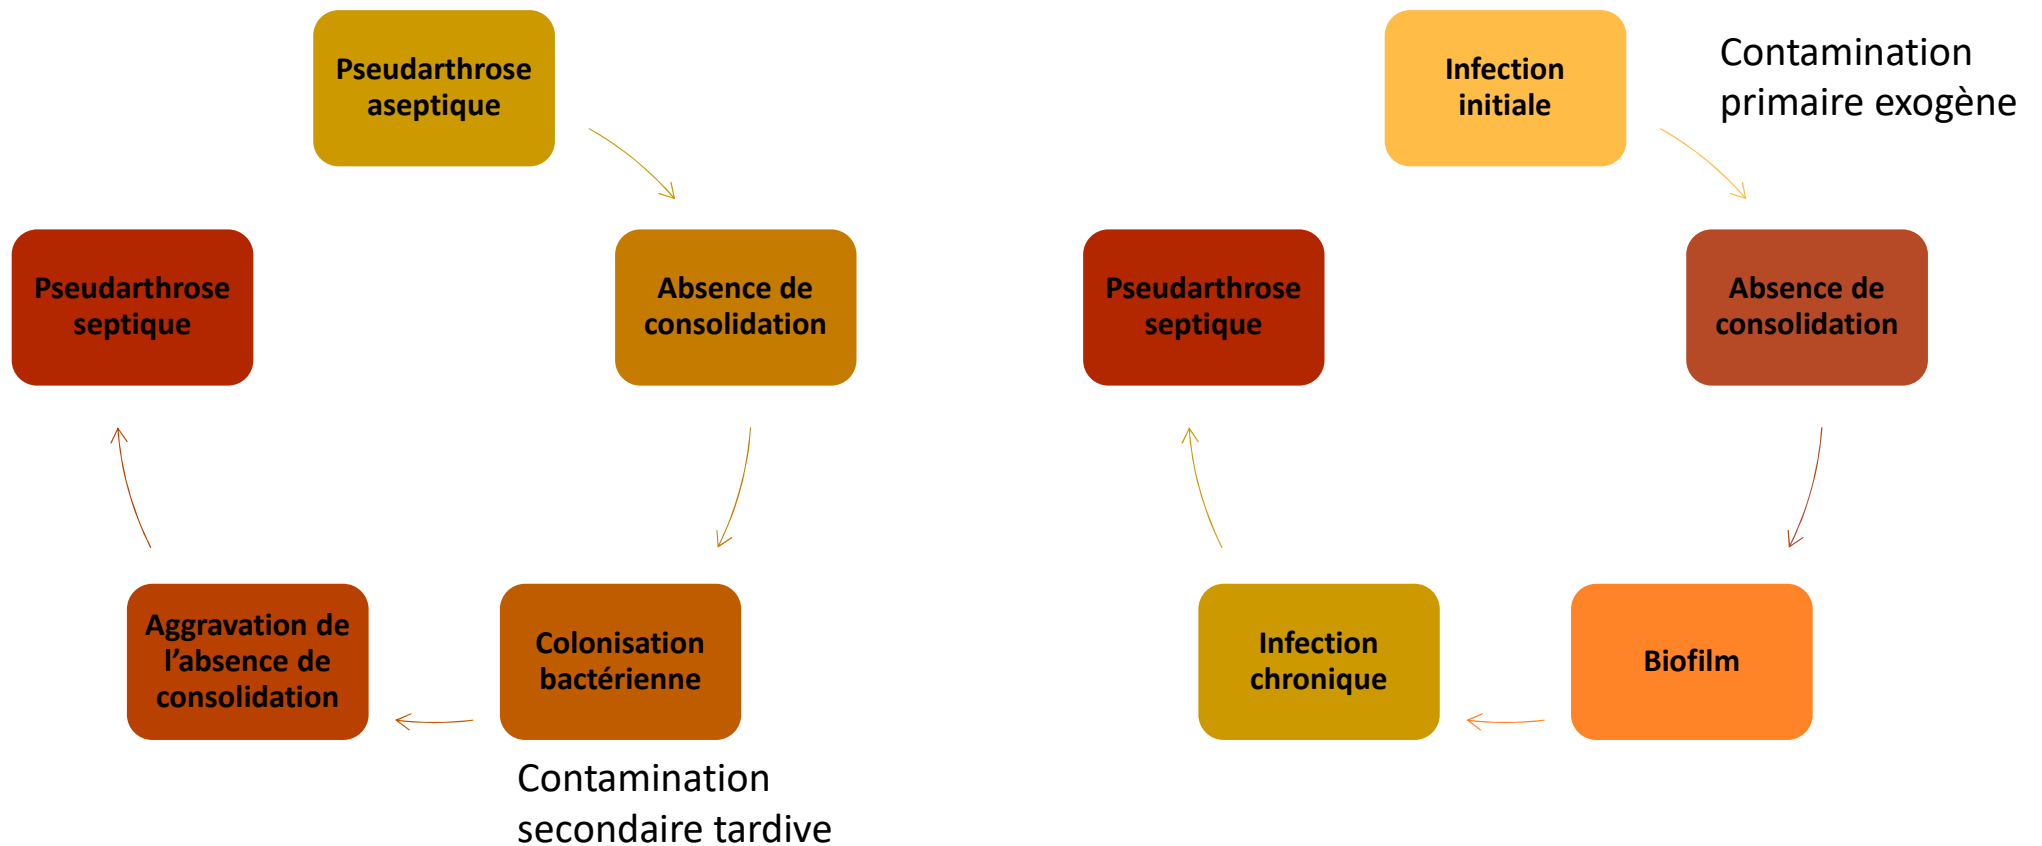 Pseudarthrose
aseptique
Absence de
consolidation
Colonisation
bactérienne
Contamination
secondaire tardive
Aggravation de
l’absence de
consolidation
Pseudarthrose
septique
Infection
initiale
Contamination
primaire exogène
Absence de
consolidation
Biofilm
Infection
chronique
Pseudarthrose
septique